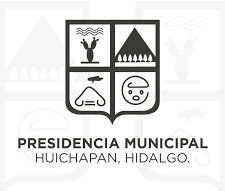 PRESIDENCIA MUNICIPAL
HUICHAPAN, HIDALGO.